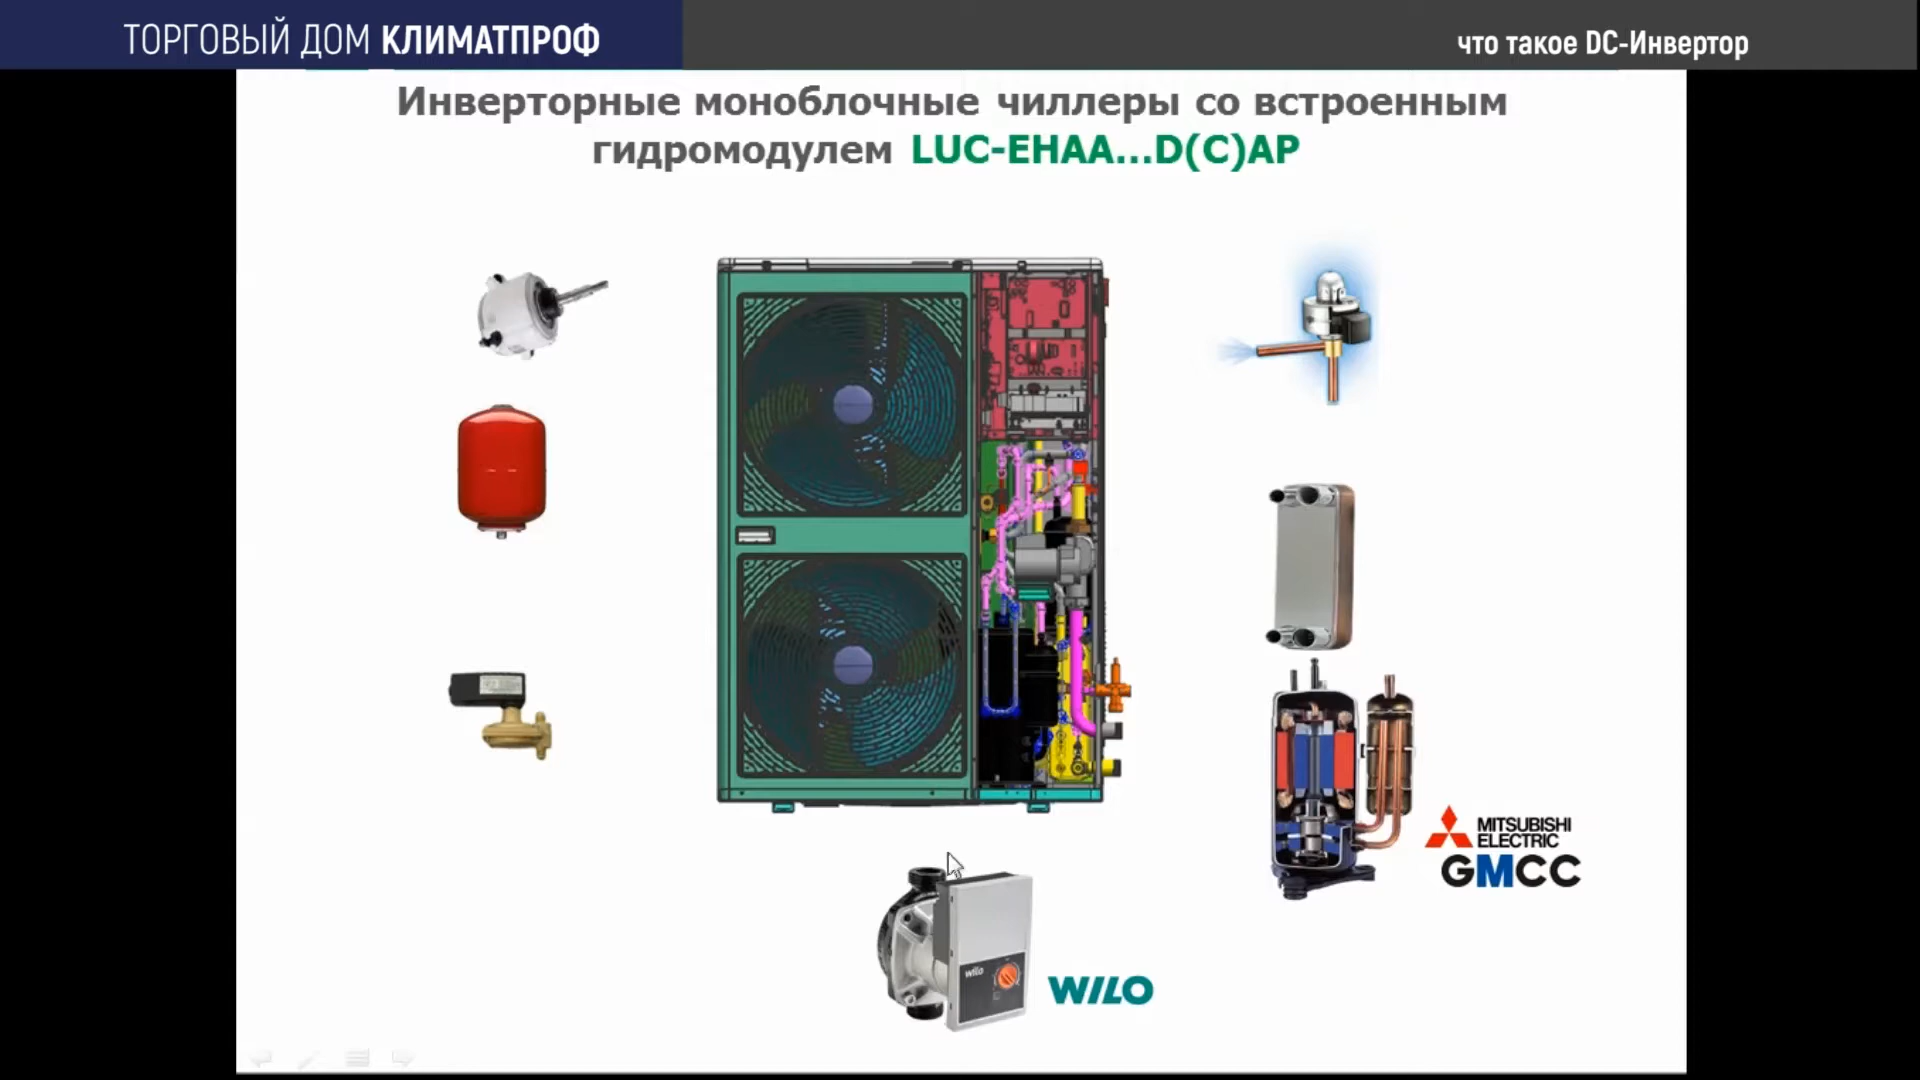 ТОРГОВЫЙ ДОМ КЛИМАТПРОФ
что такое DC-Инвертор
Инверторные моноблочные чиллеры со встроенным
гидромодулем LUC-EHAA...D(C)AP
MITSUBISHI
ELECTRIC
GMCC
wilo
WILO